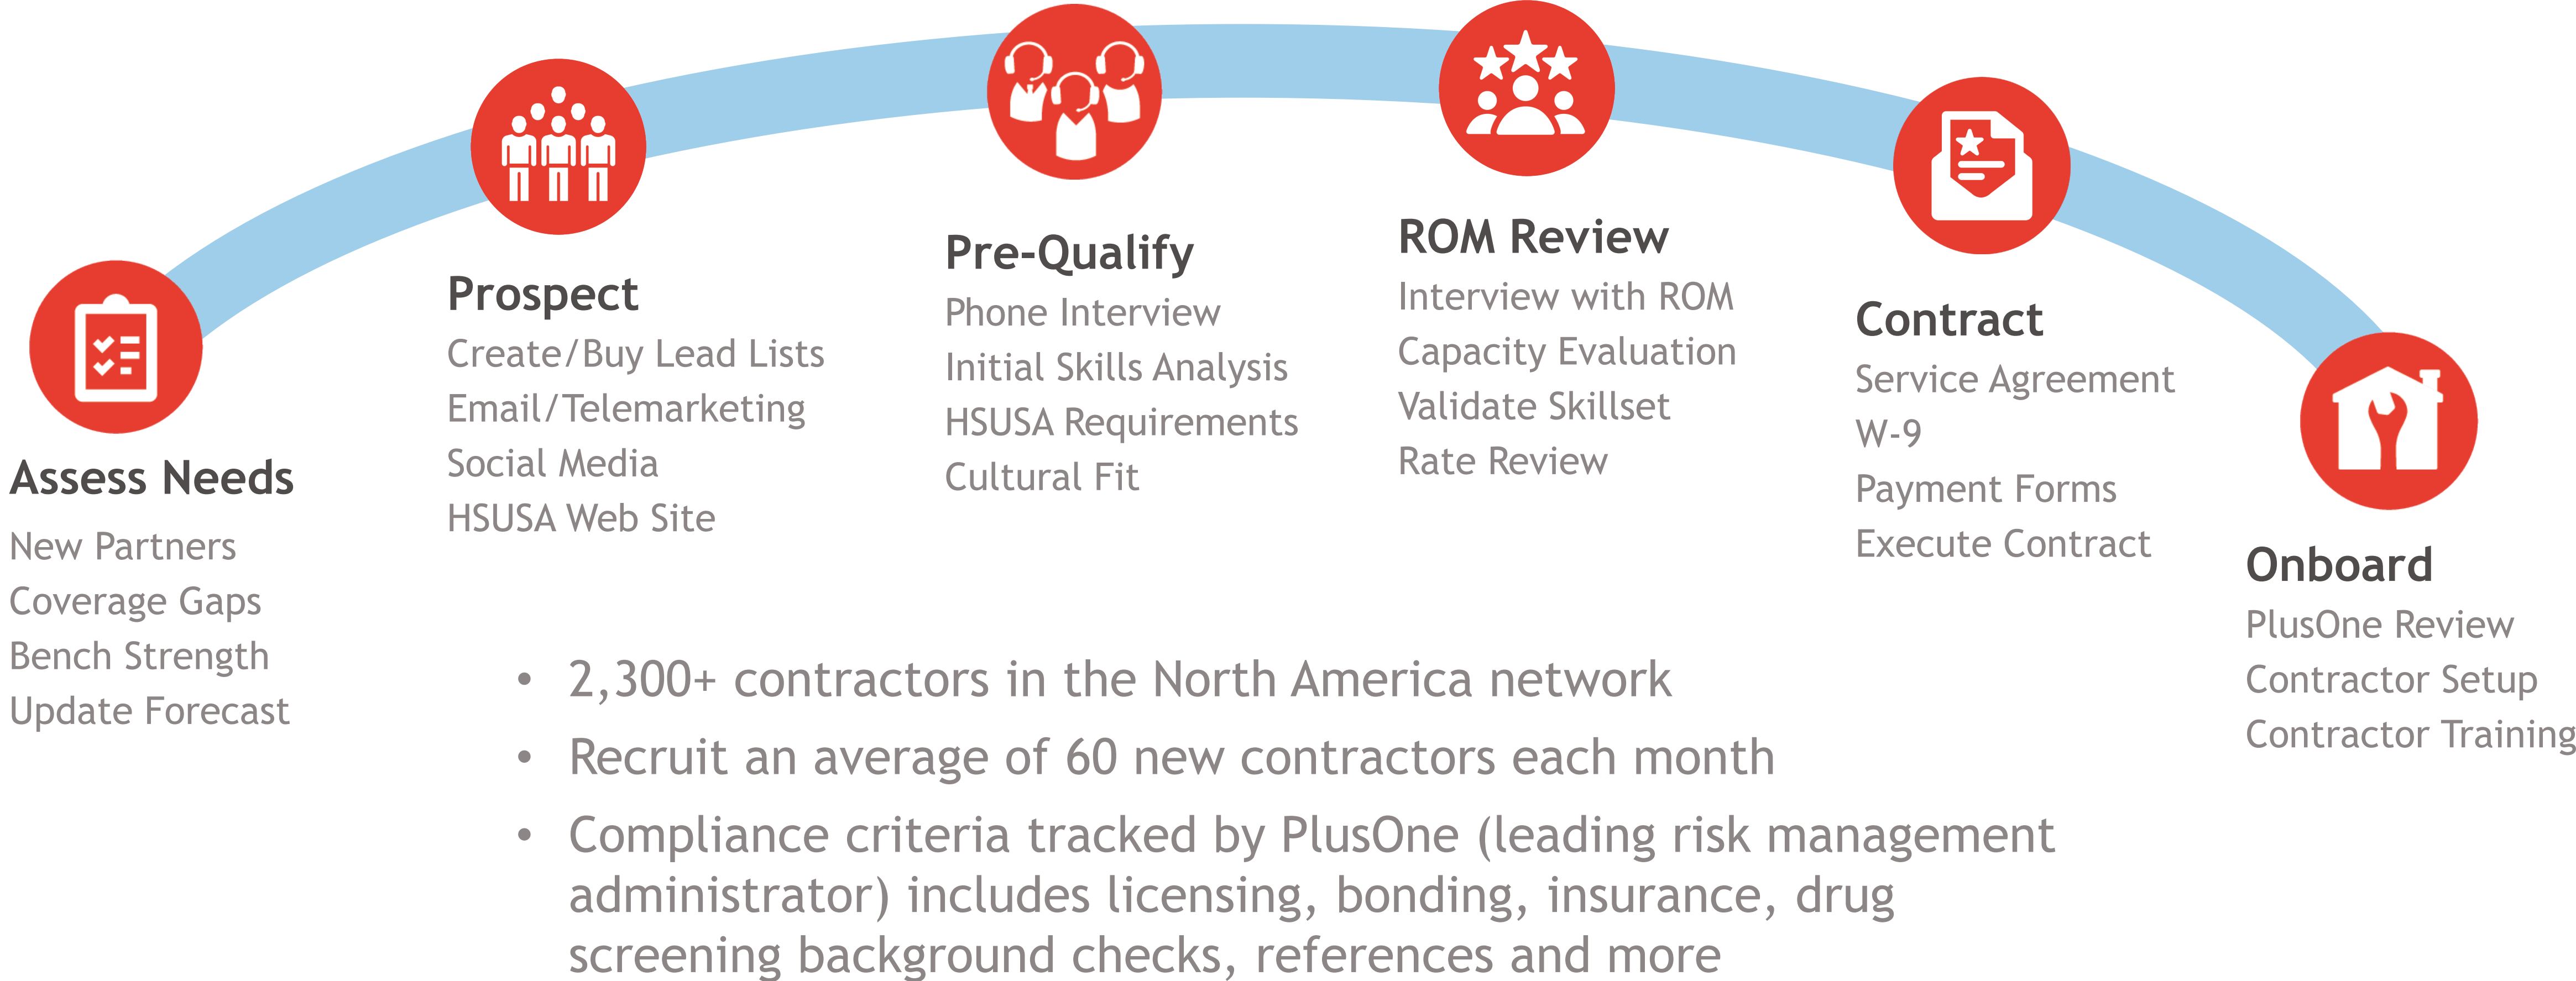 Assess Needs
New Partners
Coverage Gaps
Bench Strength
Update Forecast
Prospect
Create/Buy Lead Lists
Email/Telemarketing
Social Media
HSUSA Web Site
Pre-Qualify
Phone Interview
Initial Skills Analysis
HSUSA Requirements
Cultural Fit
ROM Review
Interview with ROM
Capacity Evaluation
Validate Skillset
Rate Review
Contract
Service Agreement
W-9
Payment Forms
Execute Contract
Onboard
PlusOne Review
Contractor Setup
Contractor Training
• 2,300+ contractors in the North America network
• Recruit an average of 60 new contractors each month
• Compliance criteria tracked by PlusOne (leading risk management
administrator) includes licensing, bonding, insurance, drug
screening background checks, references and more